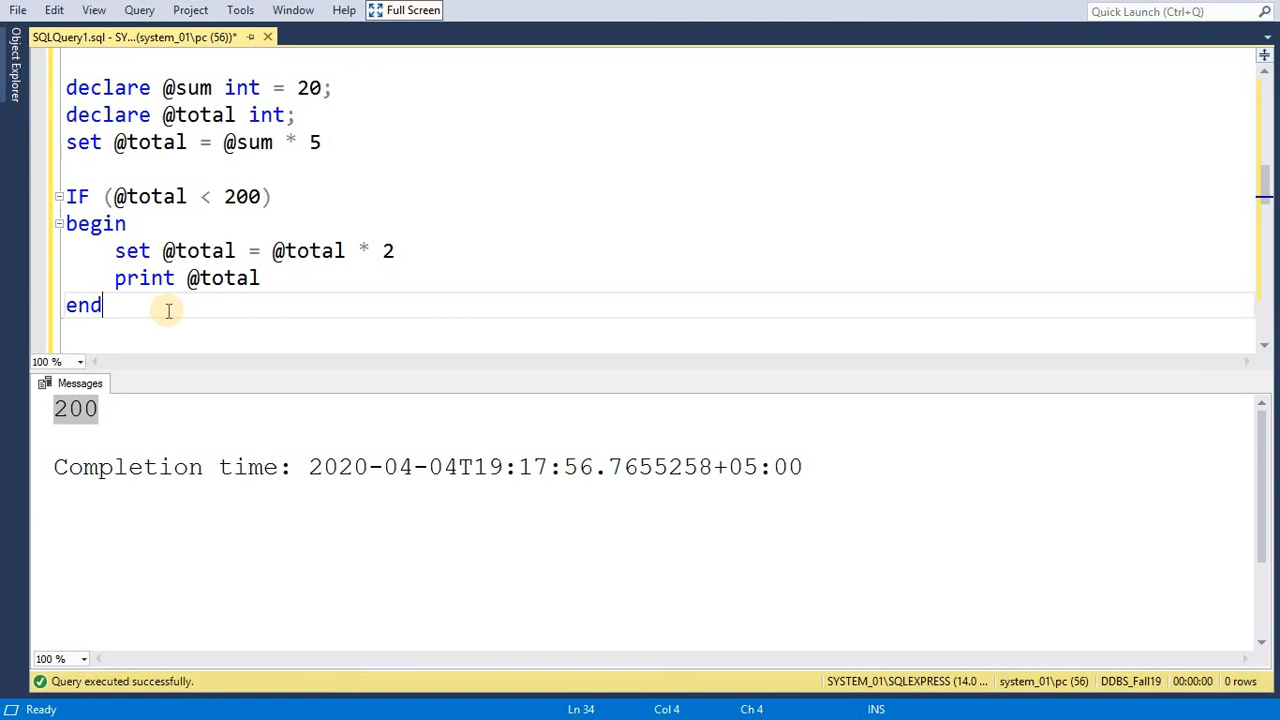 File Edit View Query Project Tools Window Help Full Screen Quick Launch (Ctrl+Q)
Object Explorer
SQLQuery1.sql - SY...(system_01\pc (56))*
declare @sum int = 20;
declare @total int;
set @total = @sum * 5
IF (@total < 200)
begin
set @total = @total * 2
print @total
end
100 %
Messages
200
Completion time: 2020-04-04T19:17:56.7655258+05:00
100 %
Query executed successfully. SYSTEM_01\SQLEXPRESS (14.0 ... system_01\pc (56) DDBS_Fall19 00:00:00 0 rows
Ready Ln 34 Col 4 Ch 4 INS